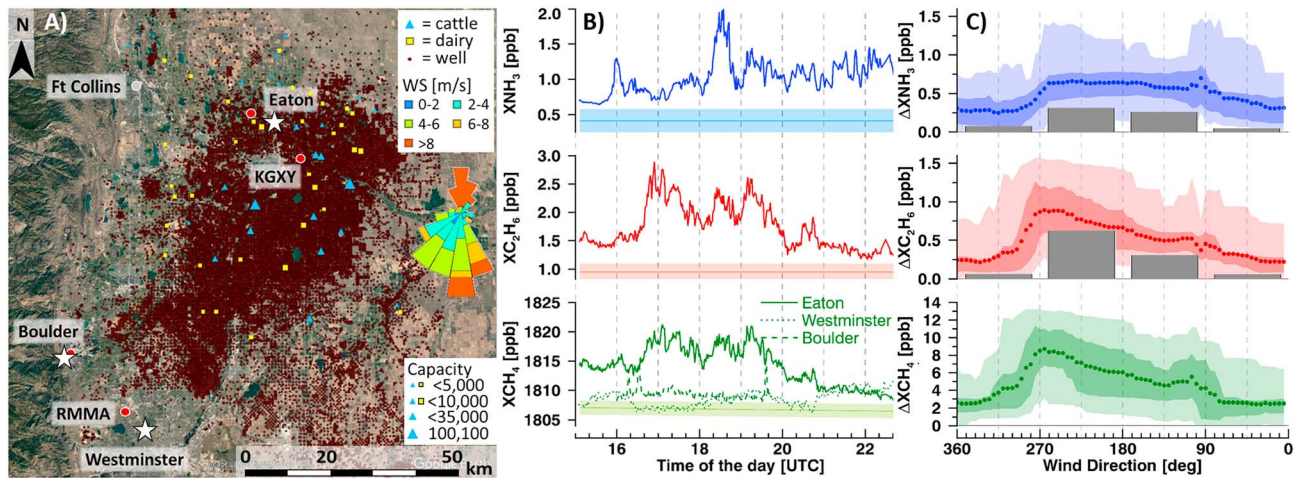 A)
N
Ft Collins
Eaton
KGXY
Boulder
RMMA
Westminster
= cattle
= dairy
= well
WS [m/s]
0-2 2-4
4-6 6-8
>8
Capacity
<5,000
<10,000
<35,000
100,100
0 20 50
km
B)
XNH3 [ppb]
2.0
1.5
1.0
0.5
XC2H6 [ppb]
3.0
2.5
2.0
1.5
1.0
XCH4 [ppb]
1825
1820
1815
1810
1805
Eaton
Westminster
Boulder
16 18 20 22
Time of the day [UTC]
C)
ΔXNH3 [ppb]
1.5
1.0
0.5
0.0
ΔXC2H6 [ppb]
1.5
1.0
0.5
0.0
ΔXCH4 [ppb]
14
12
10
8
6
4
2
0
360 270 180 90 0
Wind Direction [deg]